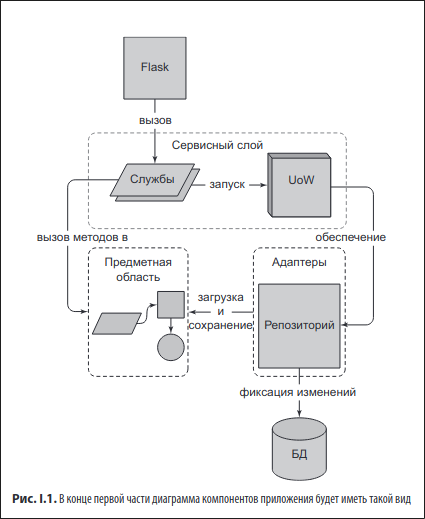 Flask
вызов
Сервисный слой
Службы
запуск
UoW
вызов методов в
обеспечение
Предметная
область
Адаптеры
загрузка
и
сохранение
Репозиторий
фиксация изменений
БД
Рис. I.1. В конце первой части диаграмма компонентов приложения будет иметь такой вид